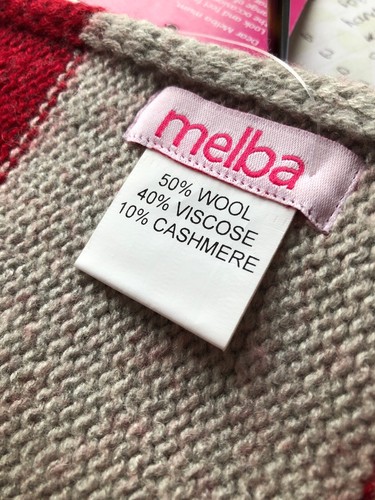 melba
50% WOOL
40% VISCOSE
10% CASHMERE